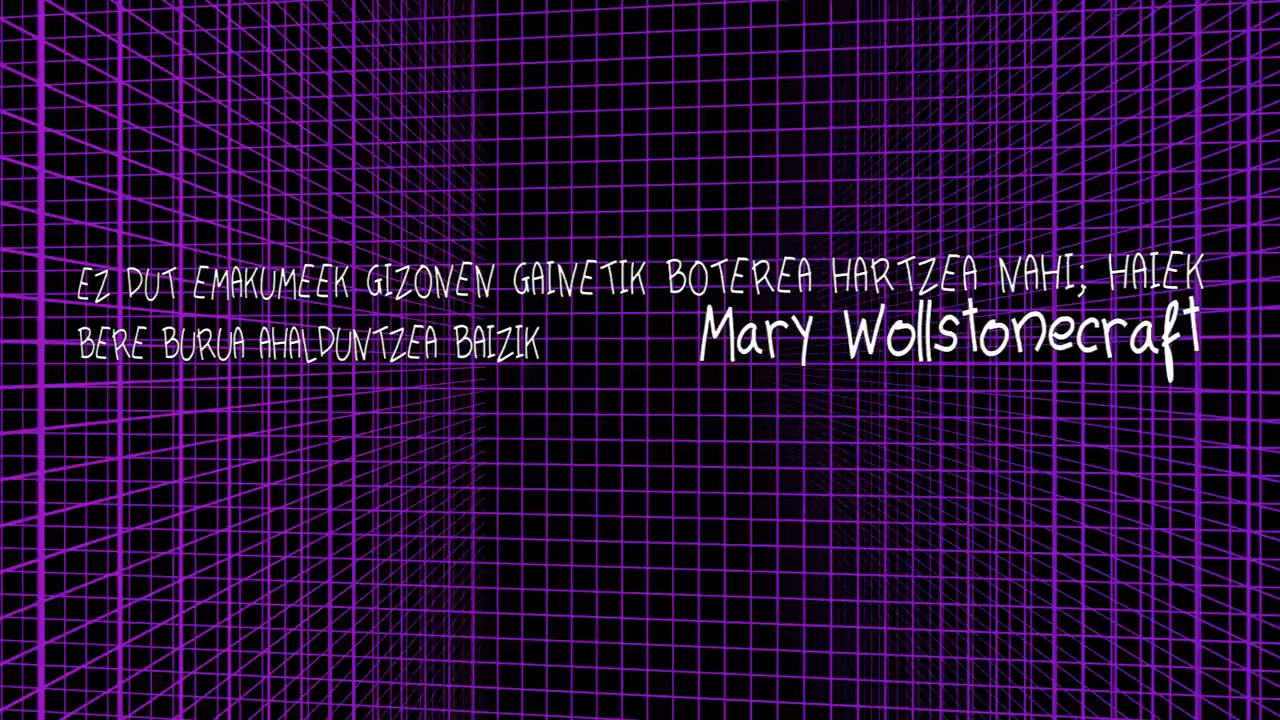 EZ DUT EMAKUMEEK GIZONEN GAINETIK BOTEREA HARTZEA NAHI; HAIEK
BERE BURUA AHALDUNTZEA BAIZIK
Mary Wollstonecraft